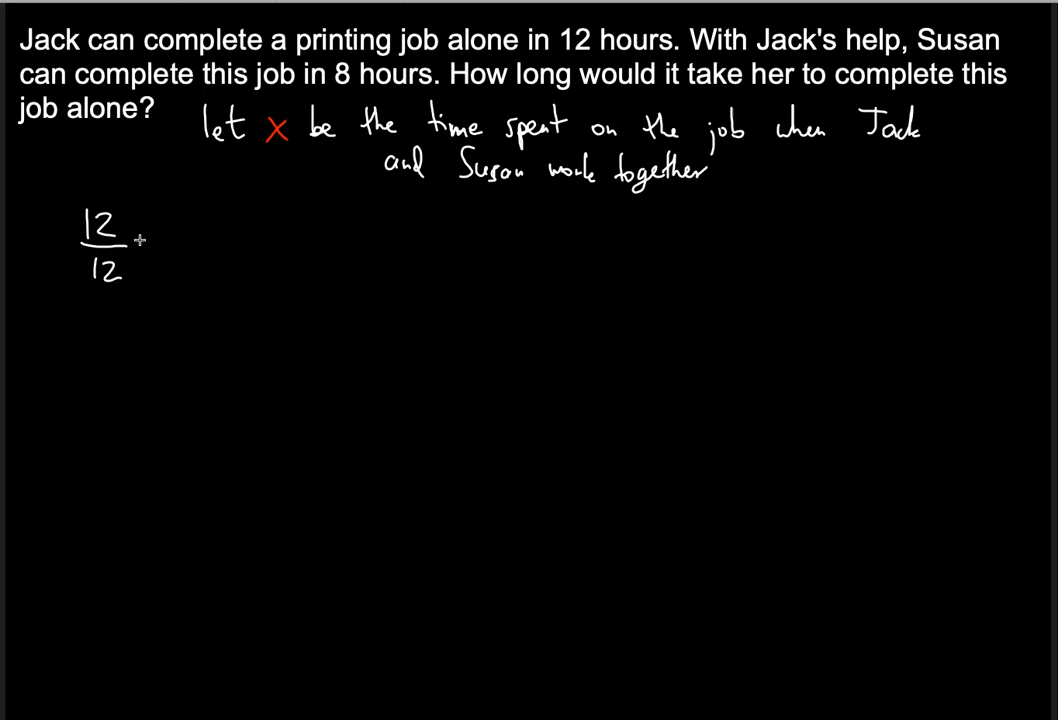 Jack can complete a printing job alone in 12 hours. With Jack's help, Susan
can complete this job in 8 hours. How long would it take her to complete this
job alone?
let x be the time spent on the job when Jack
and Susan work together
12
12